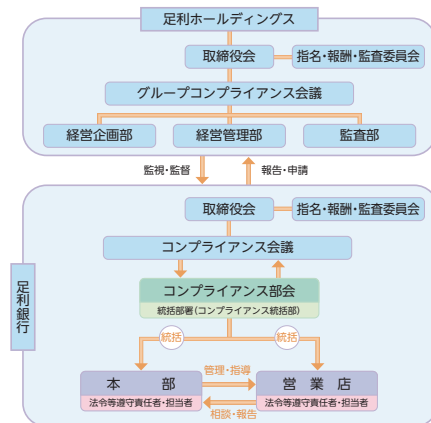 足利ホールディングス
取締役会
指名・報酬・監査委員会
グループコンプライアンス会議
経営企画部
経営管理部
監査部
監視・監督
報告・申請
足利銀行
取締役会
指名・報酬・監査委員会
コンプライアンス会議
コンプライアンス部会
統括部署(コンプライアンス統括部)
統括
統括
本部
法令等遵守責任者・担当者
管理・指導
営業店
法令等遵守責任者・担当者
相談・報告